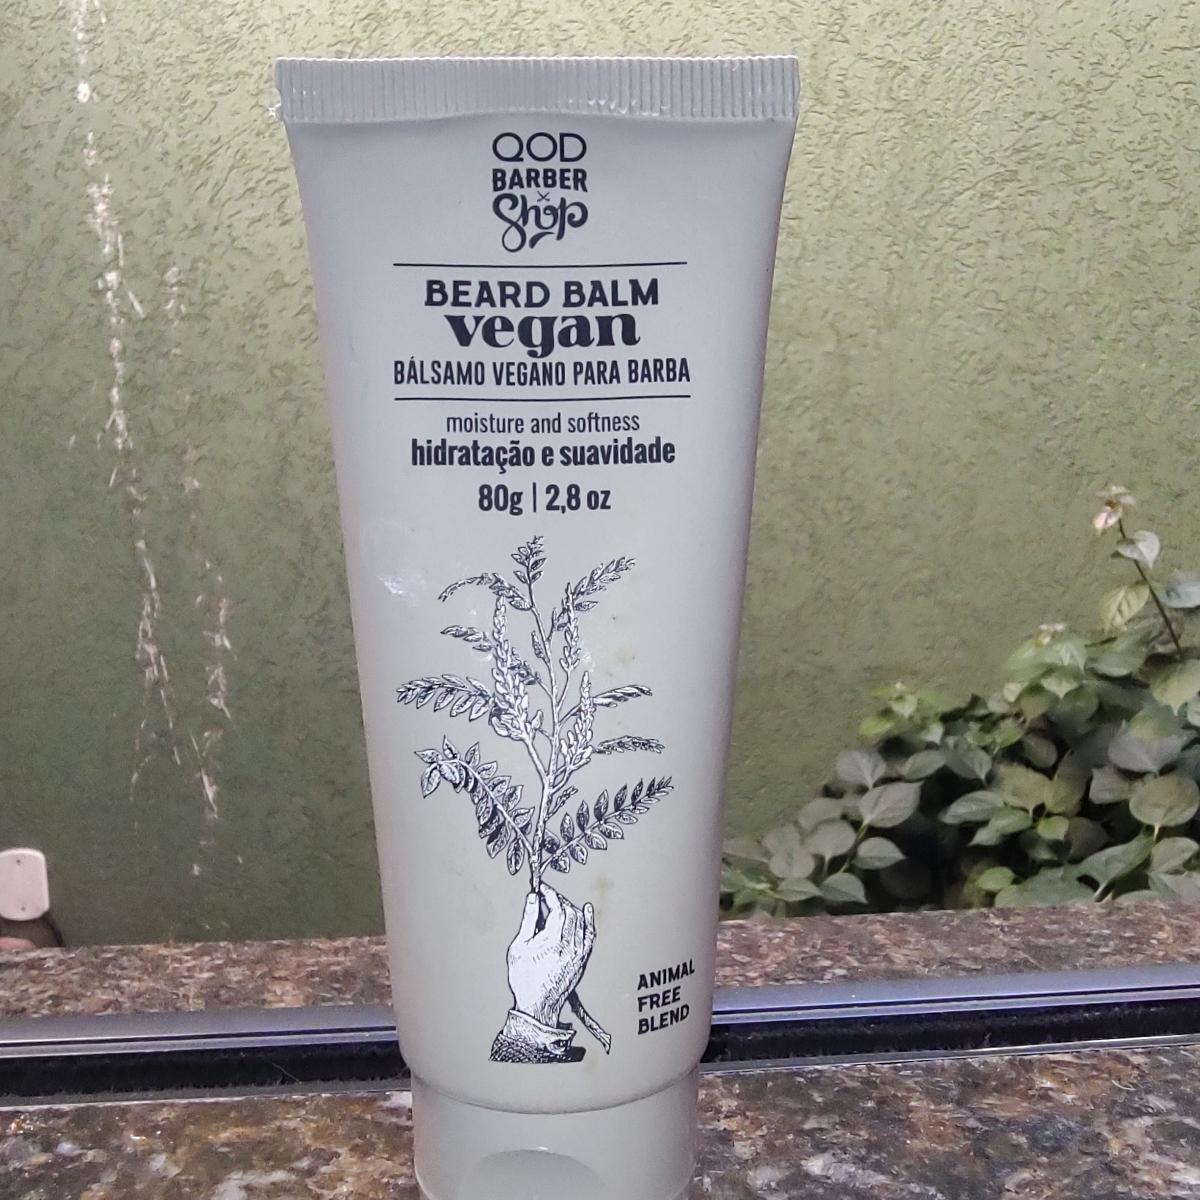 QOD
BARBER
Shop
BEARD BALM
vegan
BÁLSAMO VEGANO PARA BARBA
moisture and softness
hidratação e suavidade
80g | 2,8 oz
ANIMAL
FREE
BLEND